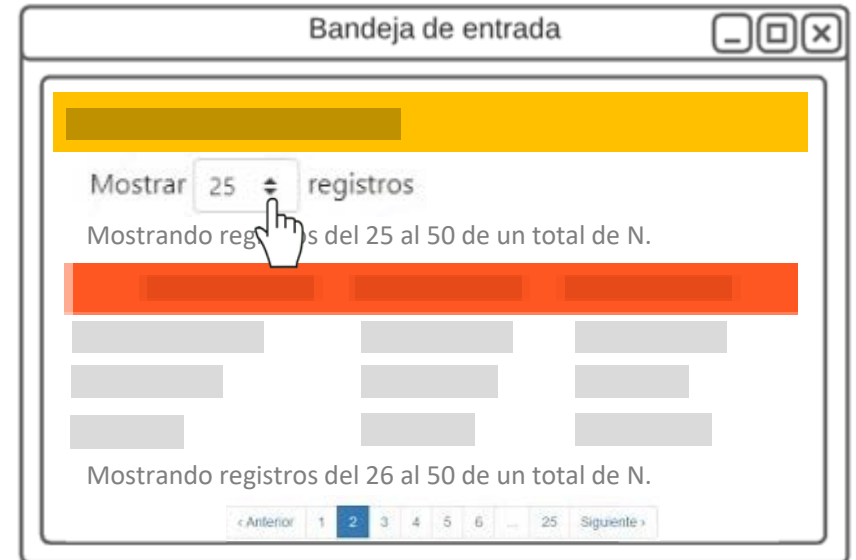 Bandeja de entrada
Mostrar 25 registros
Mostrando reg s del 25 al 50 de un total de N.
Mostrando registros del 26 al 50 de un total de N.
‹ Anterior 1 2 3 4 5 6 ... 25 Siguiente ›